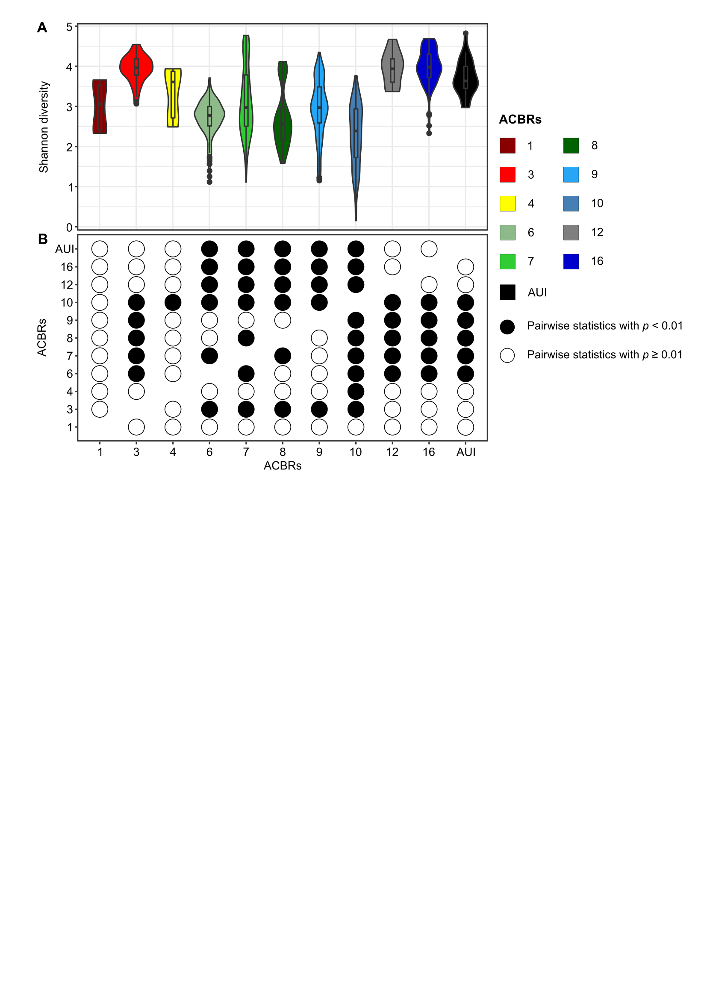 A
5
4
3
2
1
0
Shannon diversity
B
AUI
16
12
10
9
8
7
6
4
3
1
ACBRs
1 3 4 6 7 8 9 10 12 16 AUI
ACBRs
ACBRs
1 8
3 9
4 10
6 12
7 16
AUI
Pairwise statistics with p < 0.01
Pairwise statistics with p ≥ 0.01